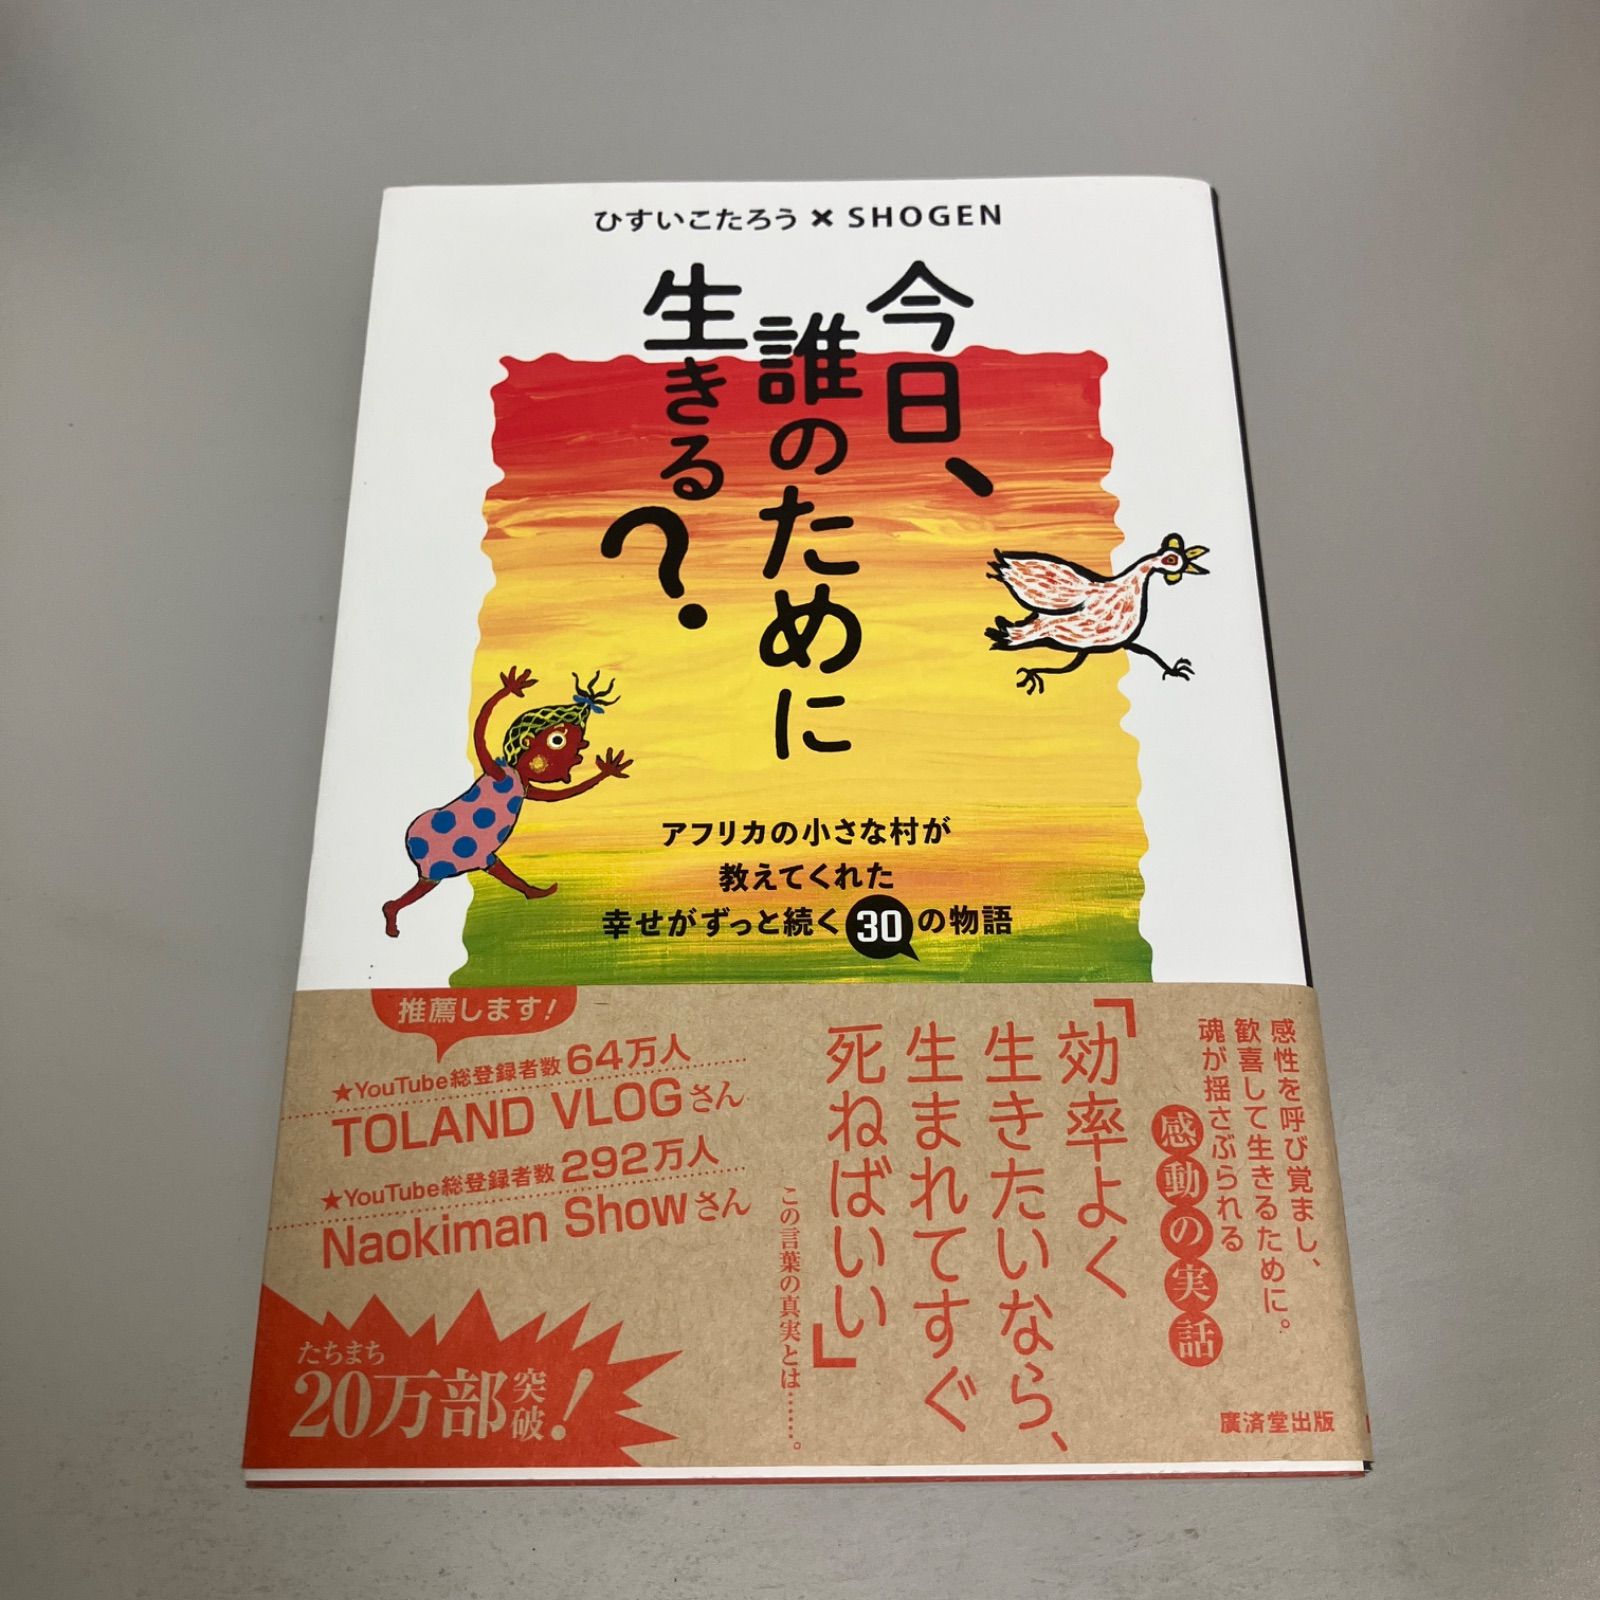 ひすいこたろう×SHOGEN
今日、
誰のために
生きる?
アフリカの小さな村が
教えてくれた
幸せがずっと続く30の物語
感性を呼び覚まし、
歓喜して生きるために。
魂が揺さぶられる
感動の実話
「効率よく
生きたいなら、
生まれてすぐ
死ねばいい」
この言葉の真実とは……。
推薦します!
★YouTube総登録者数64万人
TOLAND VLOGさん
★YouTube総登録者数292万人
Naokiman Showさん
たちまち
20万部突破!
廣済堂出版